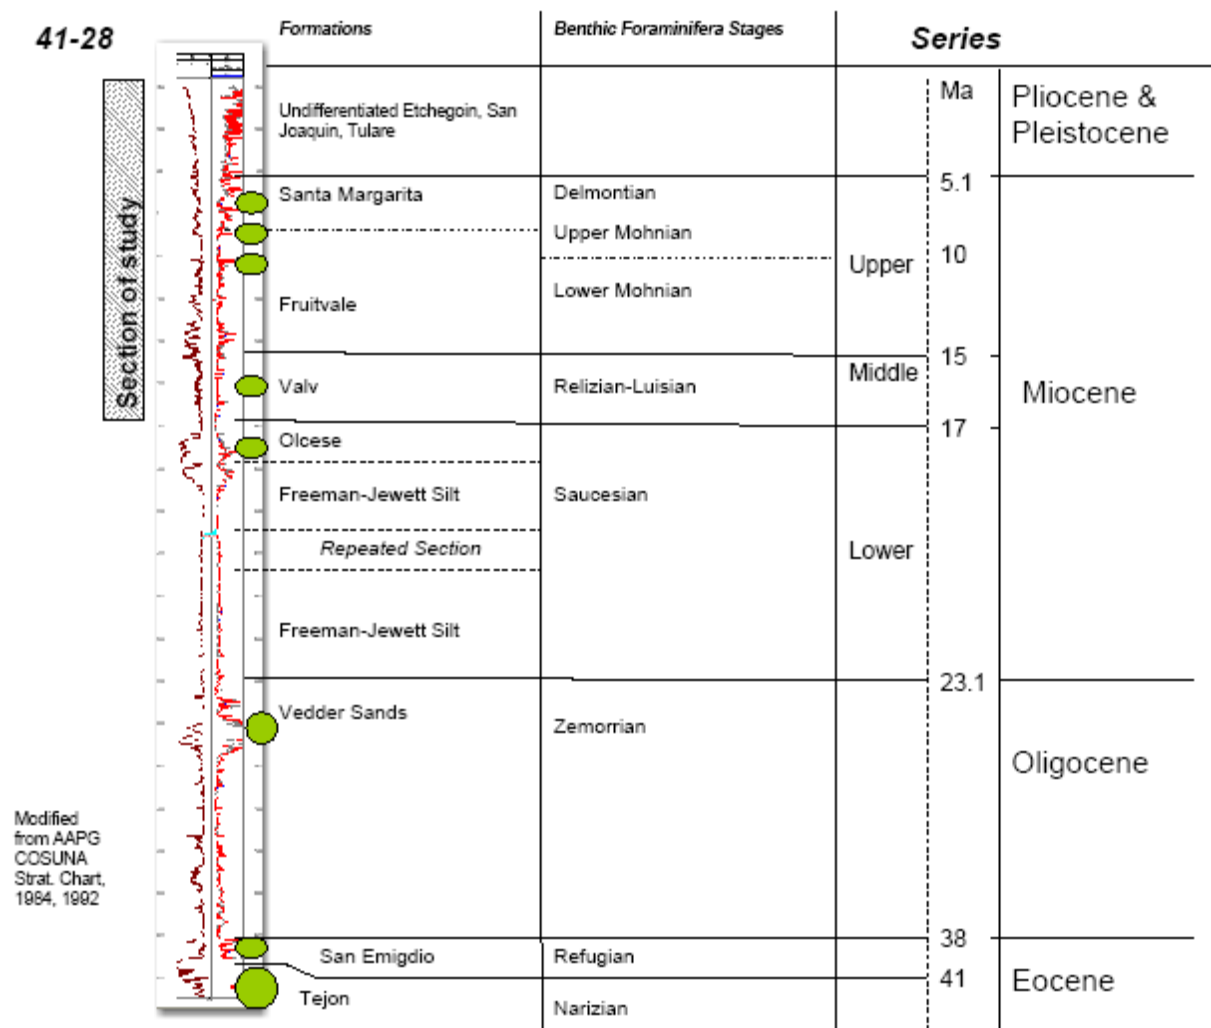 41-28
Formations
Benthic Foraminifera Stages
Series
Section of study
Undifferentiated Etchegoin, San
Joaquin, Tulare
Ma
Pliocene &
Pleistocene
5.1
Santa Margarita
Delmontian
Upper Mohnian
10
Upper
Lower Mohnian
Fruitvale
15
Middle
Valv
Relizian-Luisian
Miocene
17
Olcese
Freeman-Jewett Silt
Saucesian
Repeated Section
Lower
Freeman-Jewett Silt
23.1
Vedder Sands
Zemorrian
Oligocene
Modified
from AAPG
COSUNA
Strat. Chart,
1984, 1992
38
San Emigdio
Refugian
41
Eocene
Tejon
Narizian